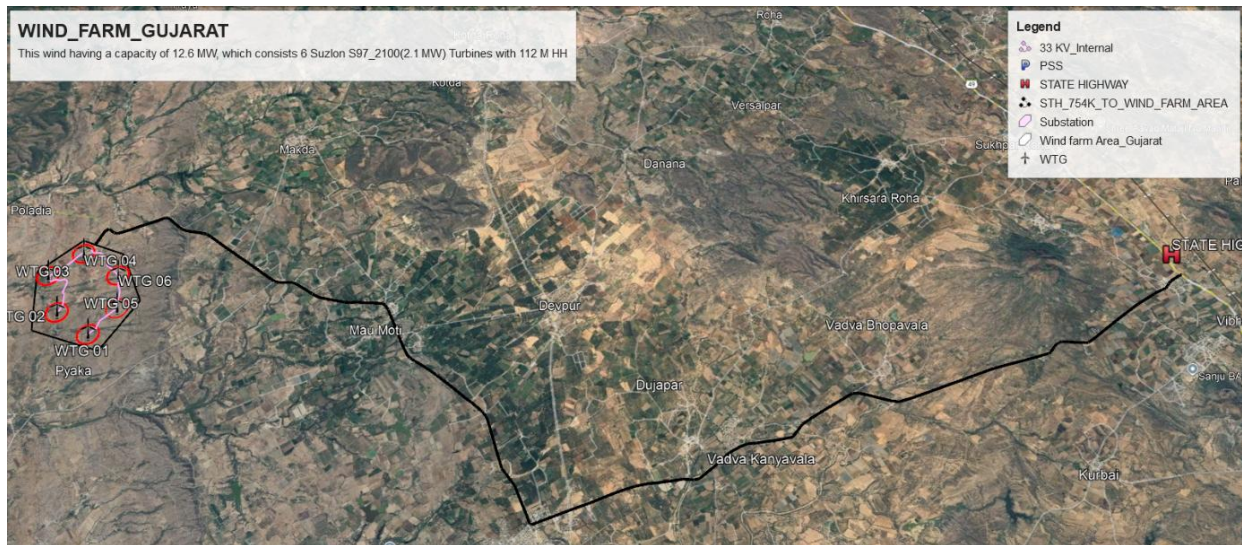 WIND_FARM_GUJARAT
This wind having a capacity of 12.6 MW, which consists 6 Suzlon S97_2100(2.1 MW) Turbines with 112 M HH
Legend
33 KV_Internal
P PSS
H STATE HIGHWAY
STH_754K_TO_WIND_FARM_AREA
Substation
Wind farm Area_Gujarat
WTG
Roha
Versalpar
Sukhp
Makda
Danana
Khirsara Roha
Poladia
STATE HIG
H
WTG 04
WTG 03
WTG 06
WTG 05
TG 02
WTG 01
Pyaka
Devpur
Mau Moti
Vadva Bhopavala
Vibh
Sanju BA
Dujapar
Vadva Kanyavala
Kurbai